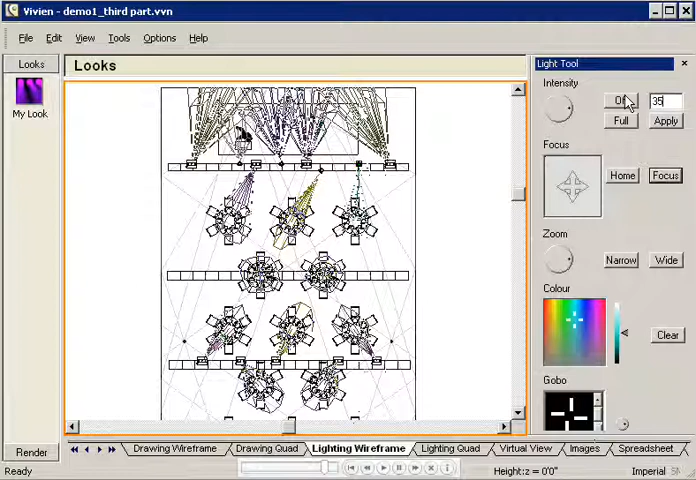 Vivien - demo1_third part.vvn
File Edit View Tools Options Help
Looks
My Look
Render
Looks
Light Tool
Intensity
35
Full Apply
Focus
Home Focus
Zoom
Narrow Wide
Colour
Clear
Gobo
Drawing Wireframe Drawing Quad Lighting Wireframe Lighting Quad Virtual View Images Spreadsheet
Ready Height:z = 0'0" Imperial